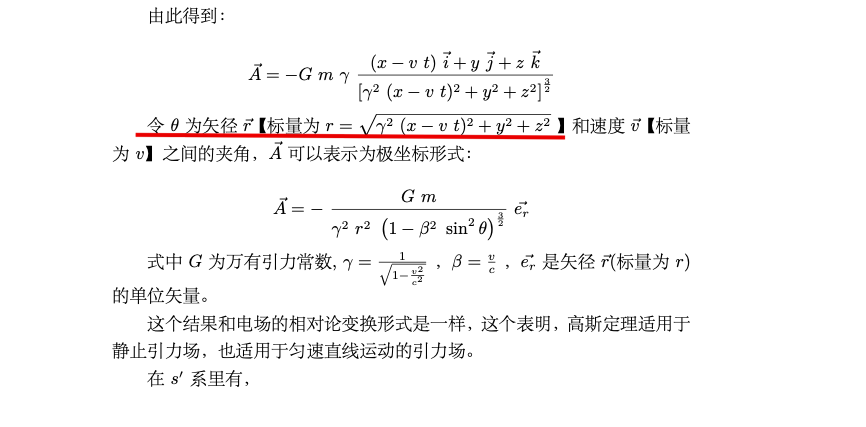 由此得到：
$\vec{A} = -G\ m\ \gamma\ \frac{(x-v\ t)\ \vec{i}+y\ \vec{j}+z\ \vec{k}}{[\gamma^2\ (x-v\ t)^2+y^2+z^2]^{\frac{3}{2}}}$
令 θ 为矢径 $\vec{r}$【标量为 $r = \sqrt{\gamma^2\ (x-v\ t)^2+y^2+z^2}$ 】和速度 $\vec{v}$【标量
为 $v$】之间的夹角，$\vec{A}$ 可以表示为极坐标形式：
$\vec{A} = -\ \frac{G\ m}{\gamma^2\ r^2\ (1-\beta^2\ \sin^2\theta)^{\frac{3}{2}}}\ \vec{e_r}$
式中 $G$ 为万有引力常数, $\gamma = \frac{1}{\sqrt{1-\frac{v^2}{c^2}}}$ ，$\beta = \frac{v}{c}$ ，$\vec{e_r}$ 是矢径 $\vec{r}$(标量为 $r$)
的单位矢量。
这个结果和电场的相对论变换形式是一样，这个表明，高斯定理适用于
静止引力场，也适用于匀速直线运动的引力场。
在 $s'$ 系里有，